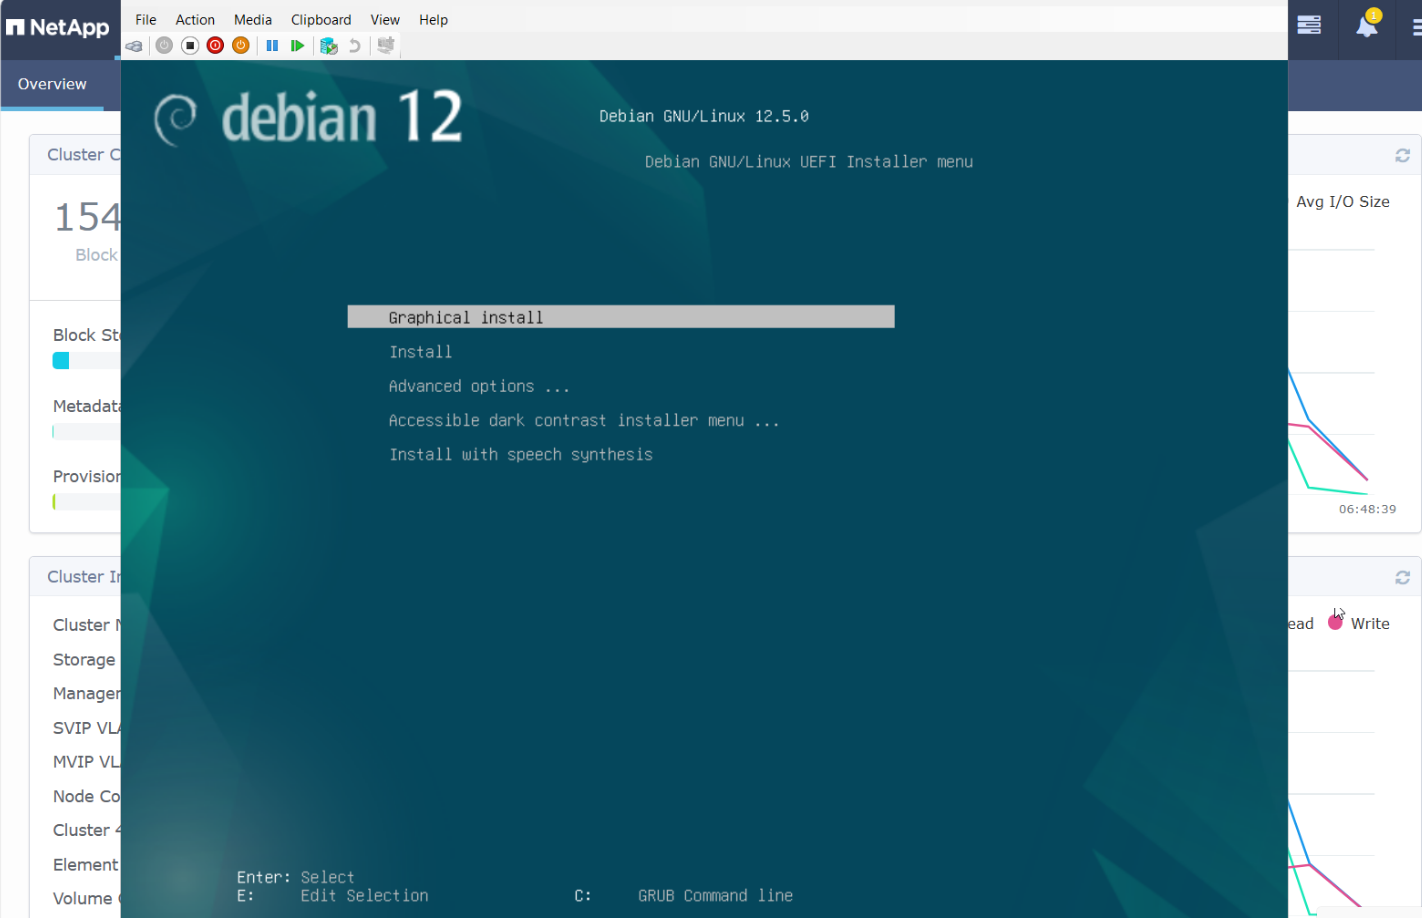 File Action Media Clipboard View Help
NetApp
1
Overview
debian 12
Debian GNU/Linux 12.5.0
Debian GNU/Linux UEFI Installer menu
Graphical install
Install
Advanced options ...
Accessible dark contrast installer menu ...
Install with speech synthesis
Enter: Select
E: Edit Selection C: GRUB Command line
Cluster C
154
Block
Block Sto
Metadata
Provision
Cluster In
Cluster N
Storage
Manager
SVIP VLA
MVIP VL
Node Co
Cluster 4
Element
Volume
Avg I/O Size
06:48:39
ead Write